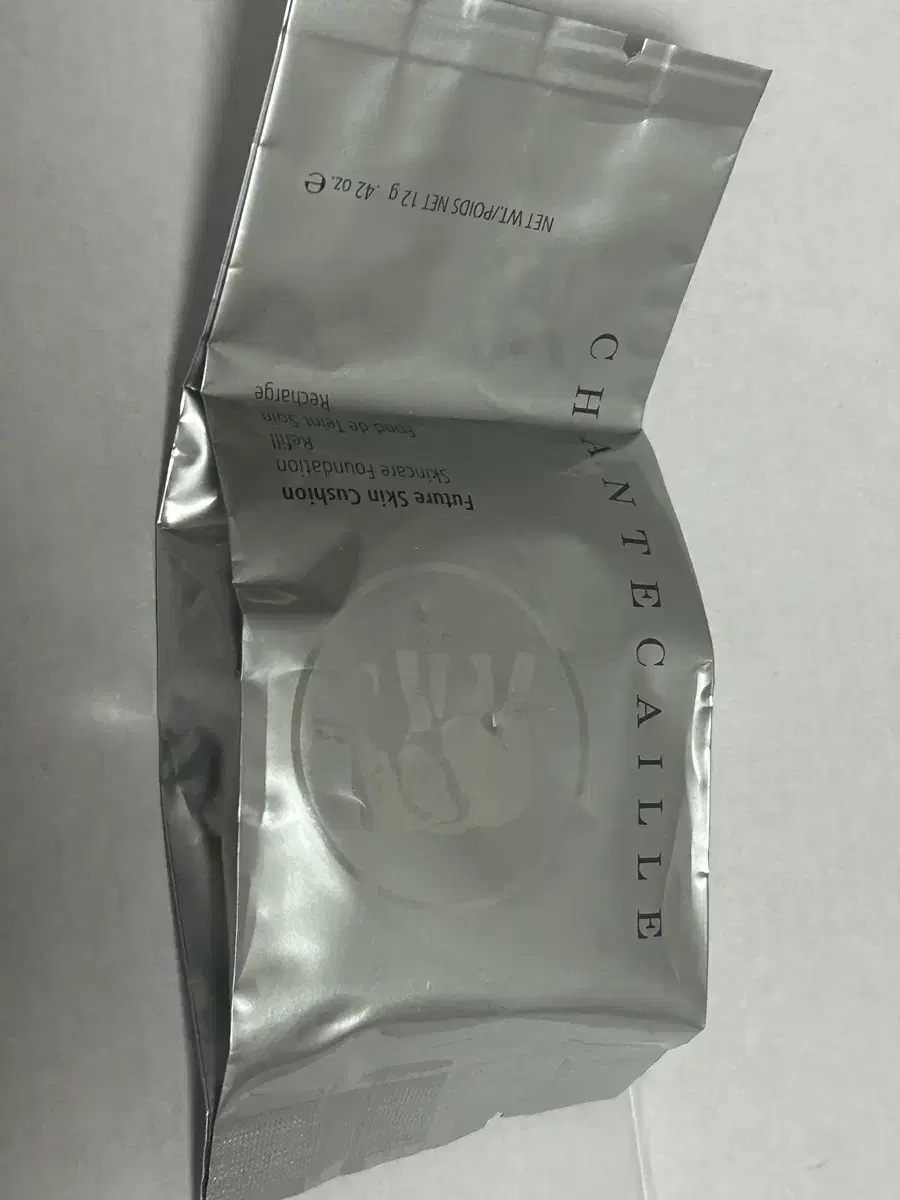 CHANTECAILLE
Future Skin Cushion
Skincare Foundation
Refill
Fond de Teint Soin
Recharge
NET WT./POIDS NET 12 g .42 oz. e